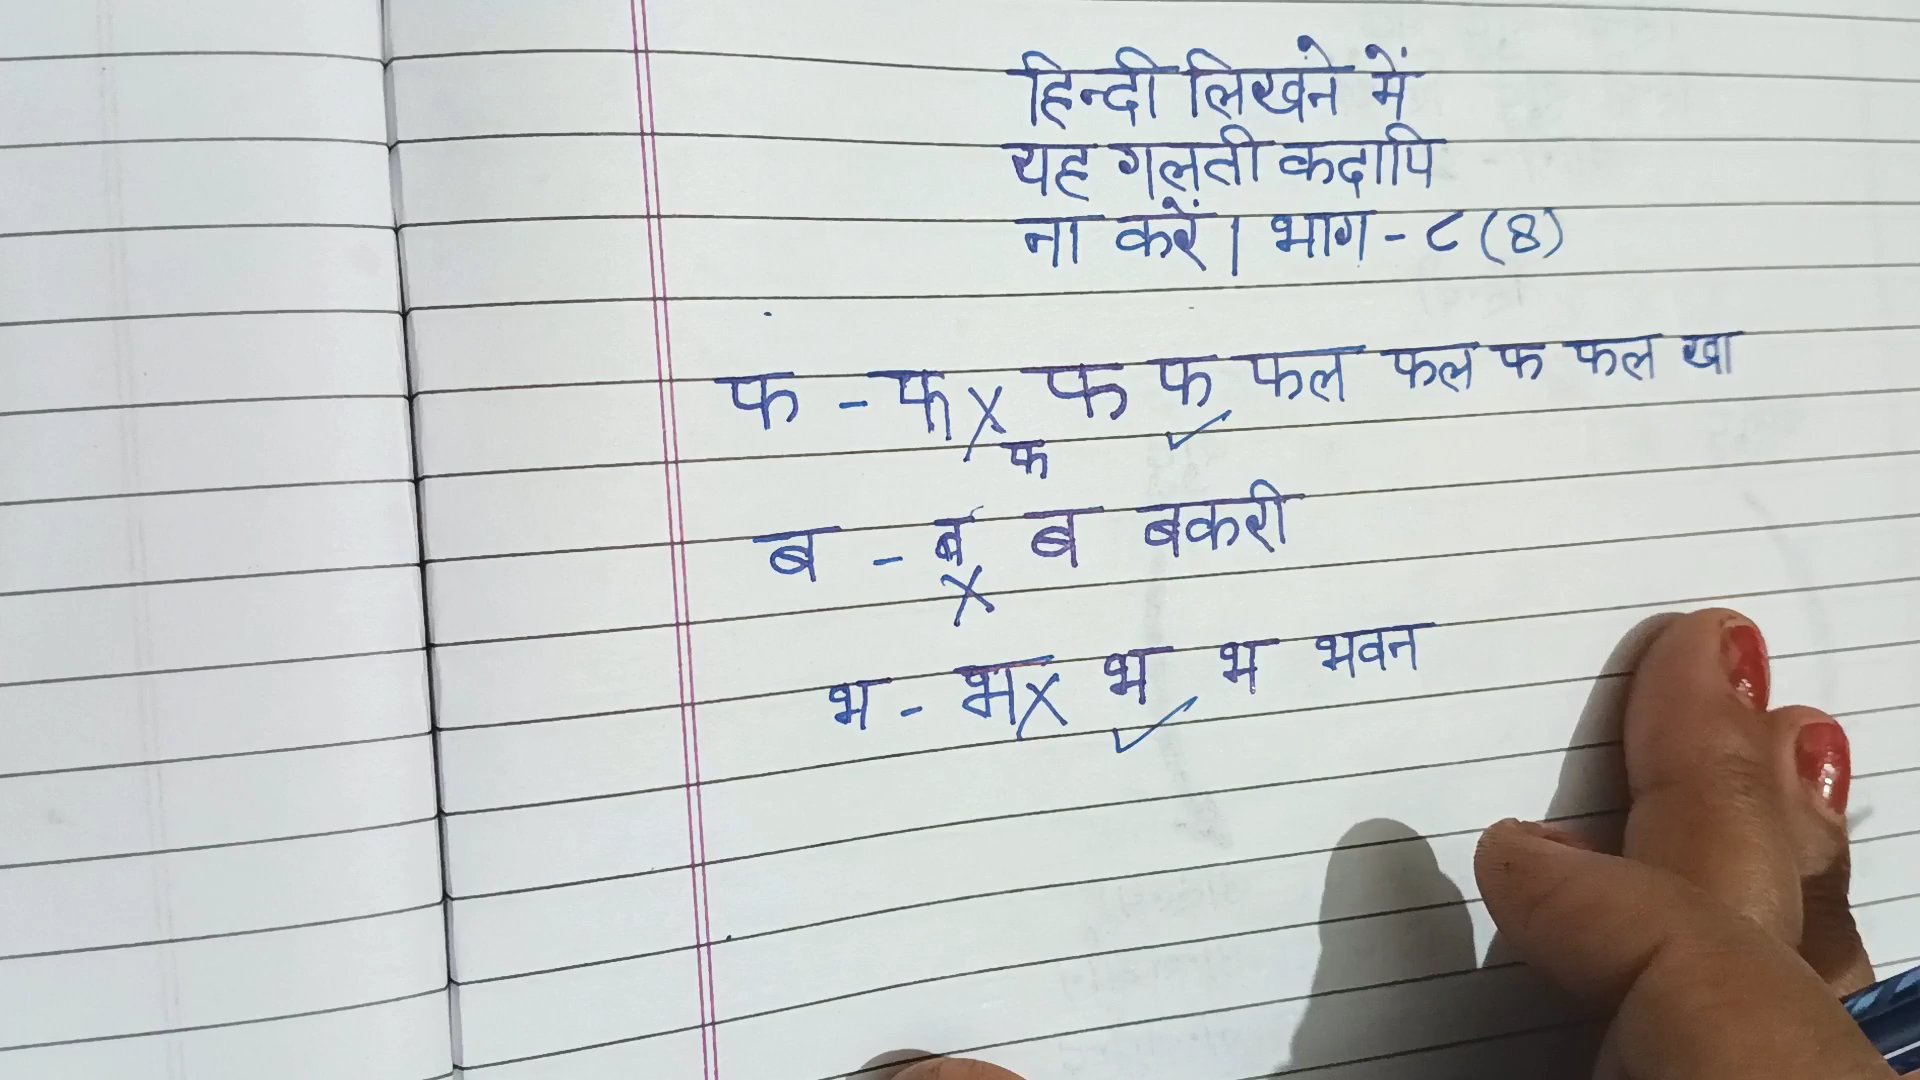 हिन्दी लिखने में
यह गलती कदापि
ना करें। भाग - ८ (8)
फ - फ X फ फ ✓ फल फल फ फल खा
फ
ब - ब X ब बकरी
भ - भ X भ ✓ भ भवन